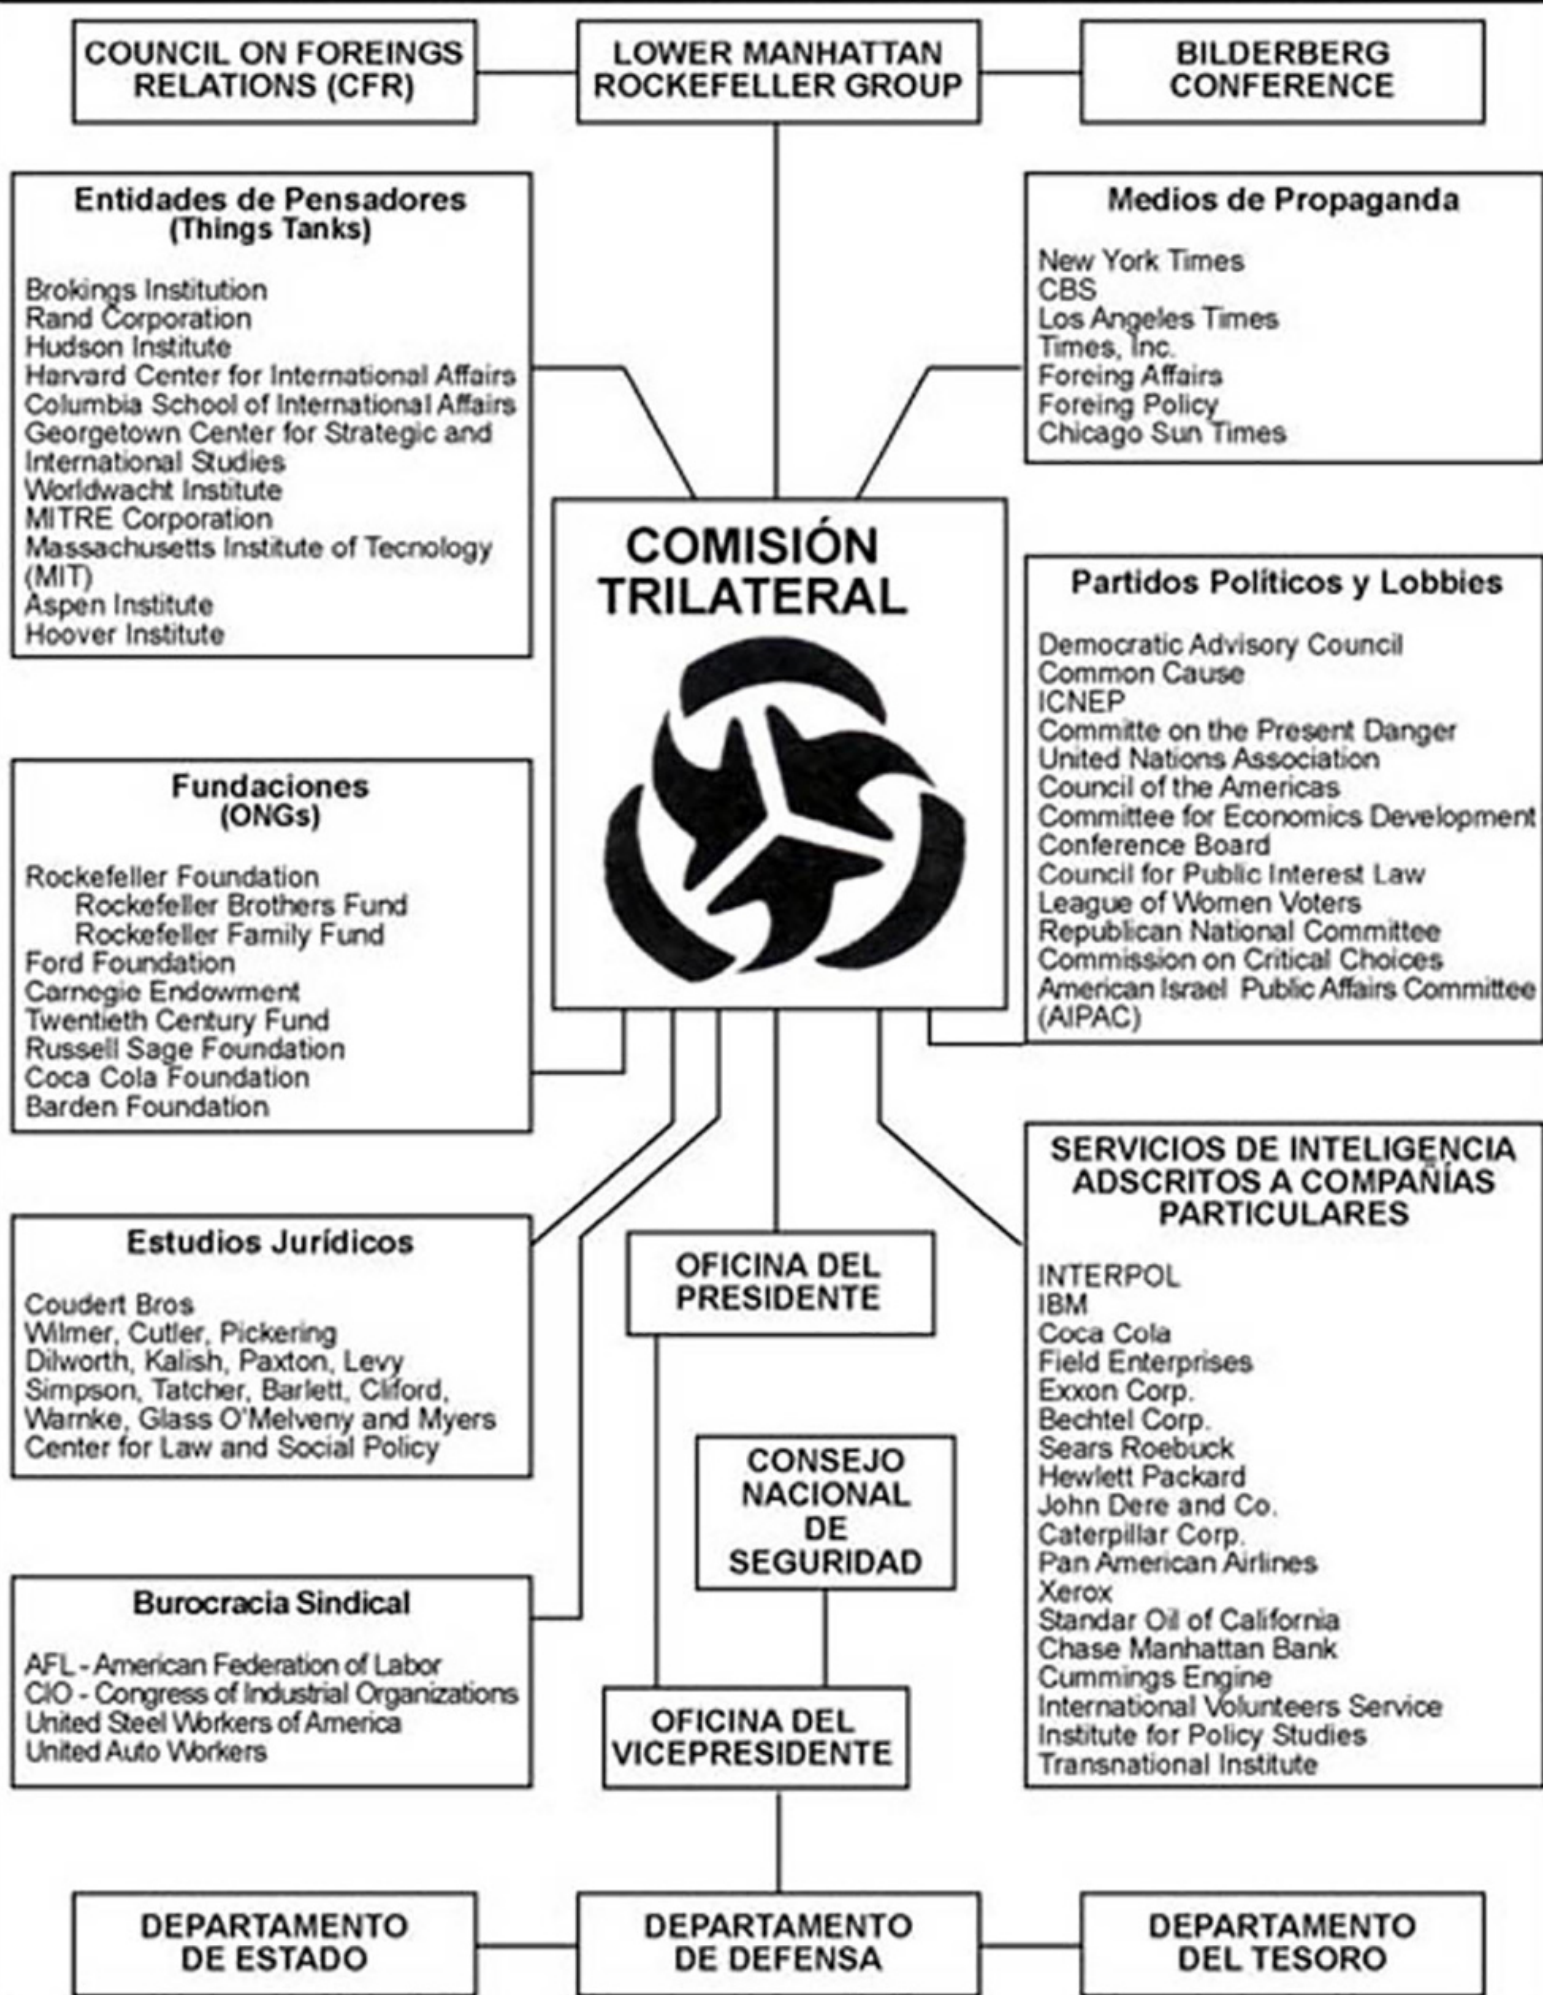 COUNCIL ON FOREINGS
RELATIONS (CFR)
LOWER MANHATTAN
ROCKEFELLER GROUP
BILDERBERG
CONFERENCE
Entidades de Pensadores
(Things Tanks)
Brokings Institution
Rand Corporation
Hudson Institute
Harvard Center for International Affairs
Columbia School of International Affairs
Georgetown Center for Strategic and
International Studies
Worldwacht Institute
MITRE Corporation
Massachusetts Institute of Tecnology
(MIT)
Aspen Institute
Hoover Institute
Medios de Propaganda
New York Times
CBS
Los Angeles Times
Times, Inc.
Foreing Affairs
Foreing Policy
Chicago Sun Times
COMISIÓN
TRILATERAL
Partidos Políticos y Lobbies
Democratic Advisory Council
Common Cause
ICNEP
Committe on the Present Danger
United Nations Association
Council of the Americas
Committee for Economics Development
Conference Board
Council for Public Interest Law
League of Women Voters
Republican National Committee
Commission on Critical Choices
American Israel Public Affairs Committee
(AIPAC)
Fundaciones
(ONGs)
Rockefeller Foundation
Rockefeller Brothers Fund
Rockefeller Family Fund
Ford Foundation
Carnegie Endowment
Twentieth Century Fund
Russell Sage Foundation
Coca Cola Foundation
Barden Foundation
Estudios Jurídicos
Coudert Bros
Wilmer, Cutler, Pickering
Dilworth, Kalish, Paxton, Levy
Simpson, Tatcher, Barlett, Cliford,
Warnke, Glass O'Melveny and Myers
Center for Law and Social Policy
OFICINA DEL
PRESIDENTE
SERVICIOS DE INTELIGENCIA
ADSCRITOS A COMPAÑÍAS
PARTICULARES
INTERPOL
IBM
Coca Cola
Field Enterprises
Exxon Corp.
Bechtel Corp.
Sears Roebuck
Hewlett Packard
John Dere and Co.
Caterpillar Corp.
Pan American Airlines
Xerox
Standar Oil of California
Chase Manhattan Bank
Cummings Engine
International Volunteers Service
Institute for Policy Studies
Transnational Institute
CONSEJO
NACIONAL
DE
SEGURIDAD
Burocracia Sindical
AFL - American Federation of Labor
CIO - Congress of Industrial Organizations
United Steel Workers of America
United Auto Workers
OFICINA DEL
VICEPRESIDENTE
DEPARTAMENTO
DE ESTADO
DEPARTAMENTO
DE DEFENSA
DEPARTAMENTO
DEL TESORO